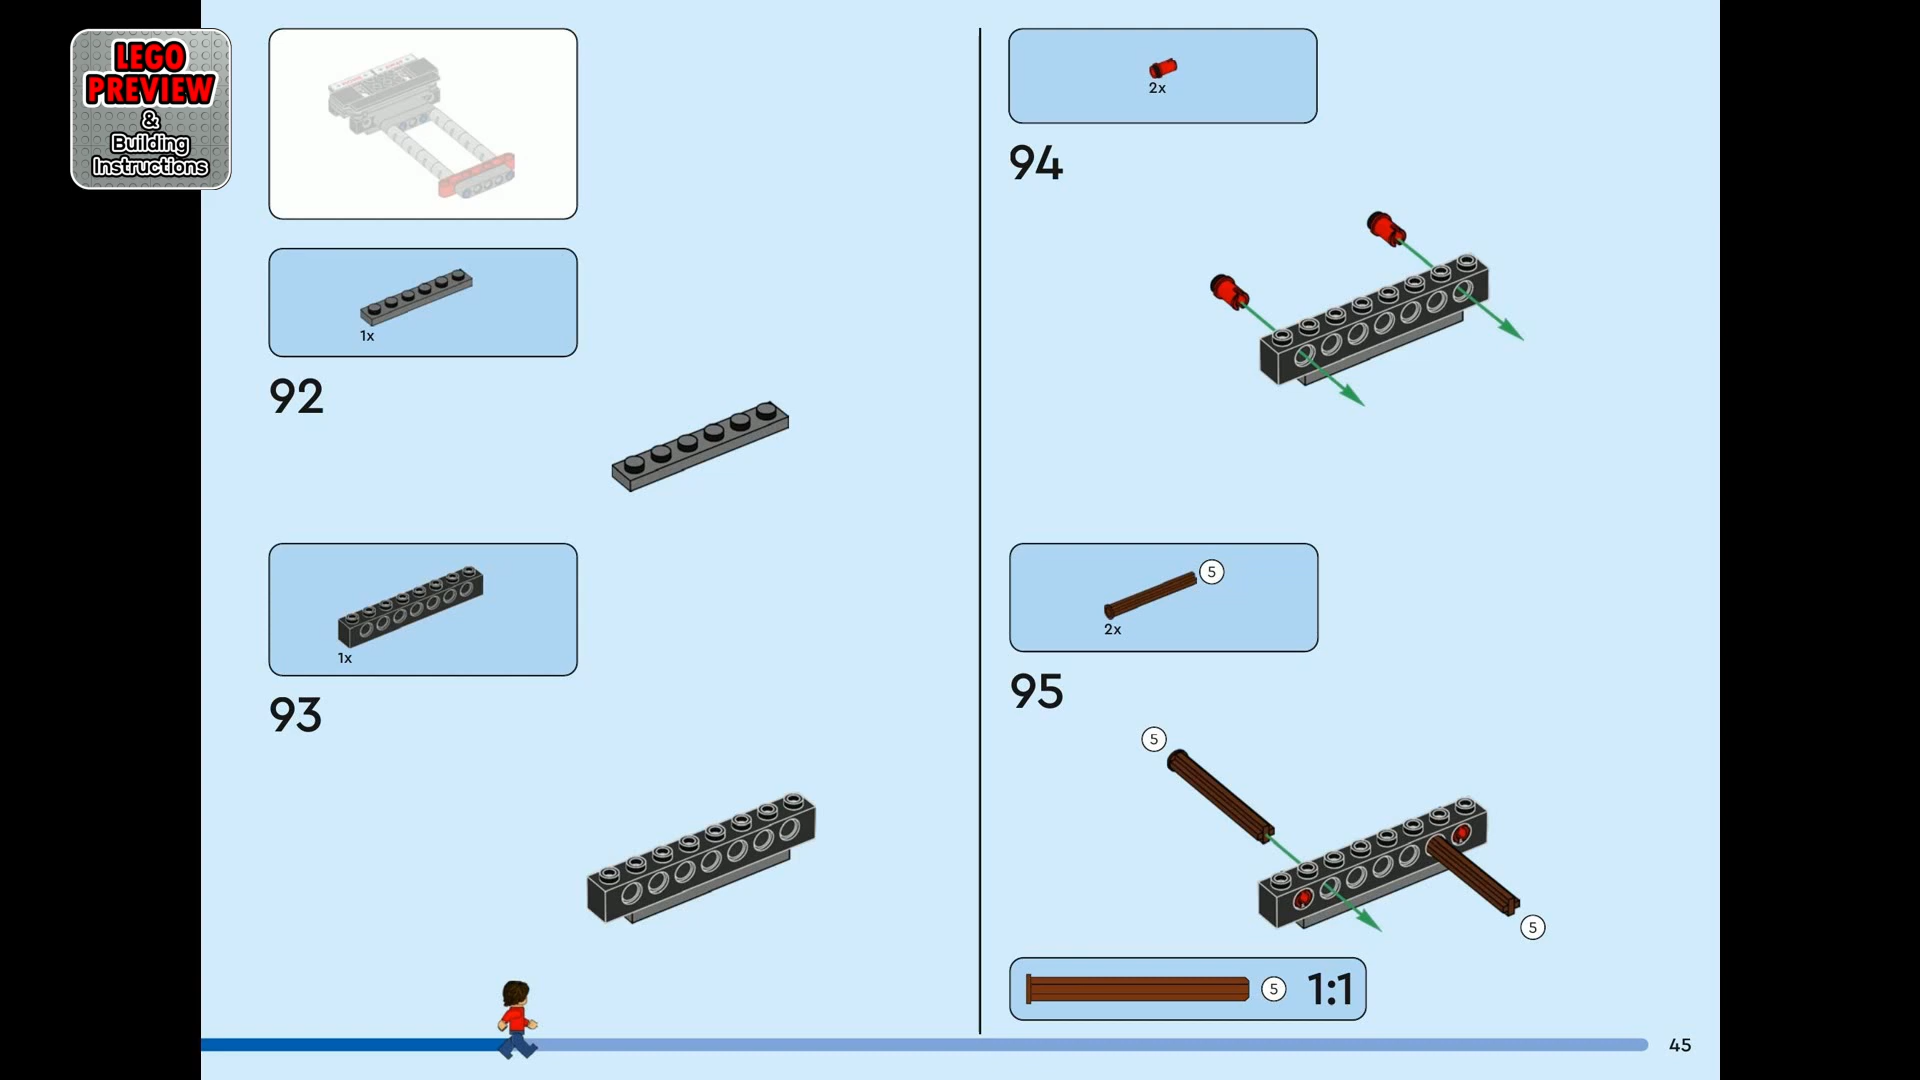 LEGO
PREVIEW
&
Building
Instructions
1x
92
1x
93
2x
94
5
2x
95
5
5
5
1:1
45